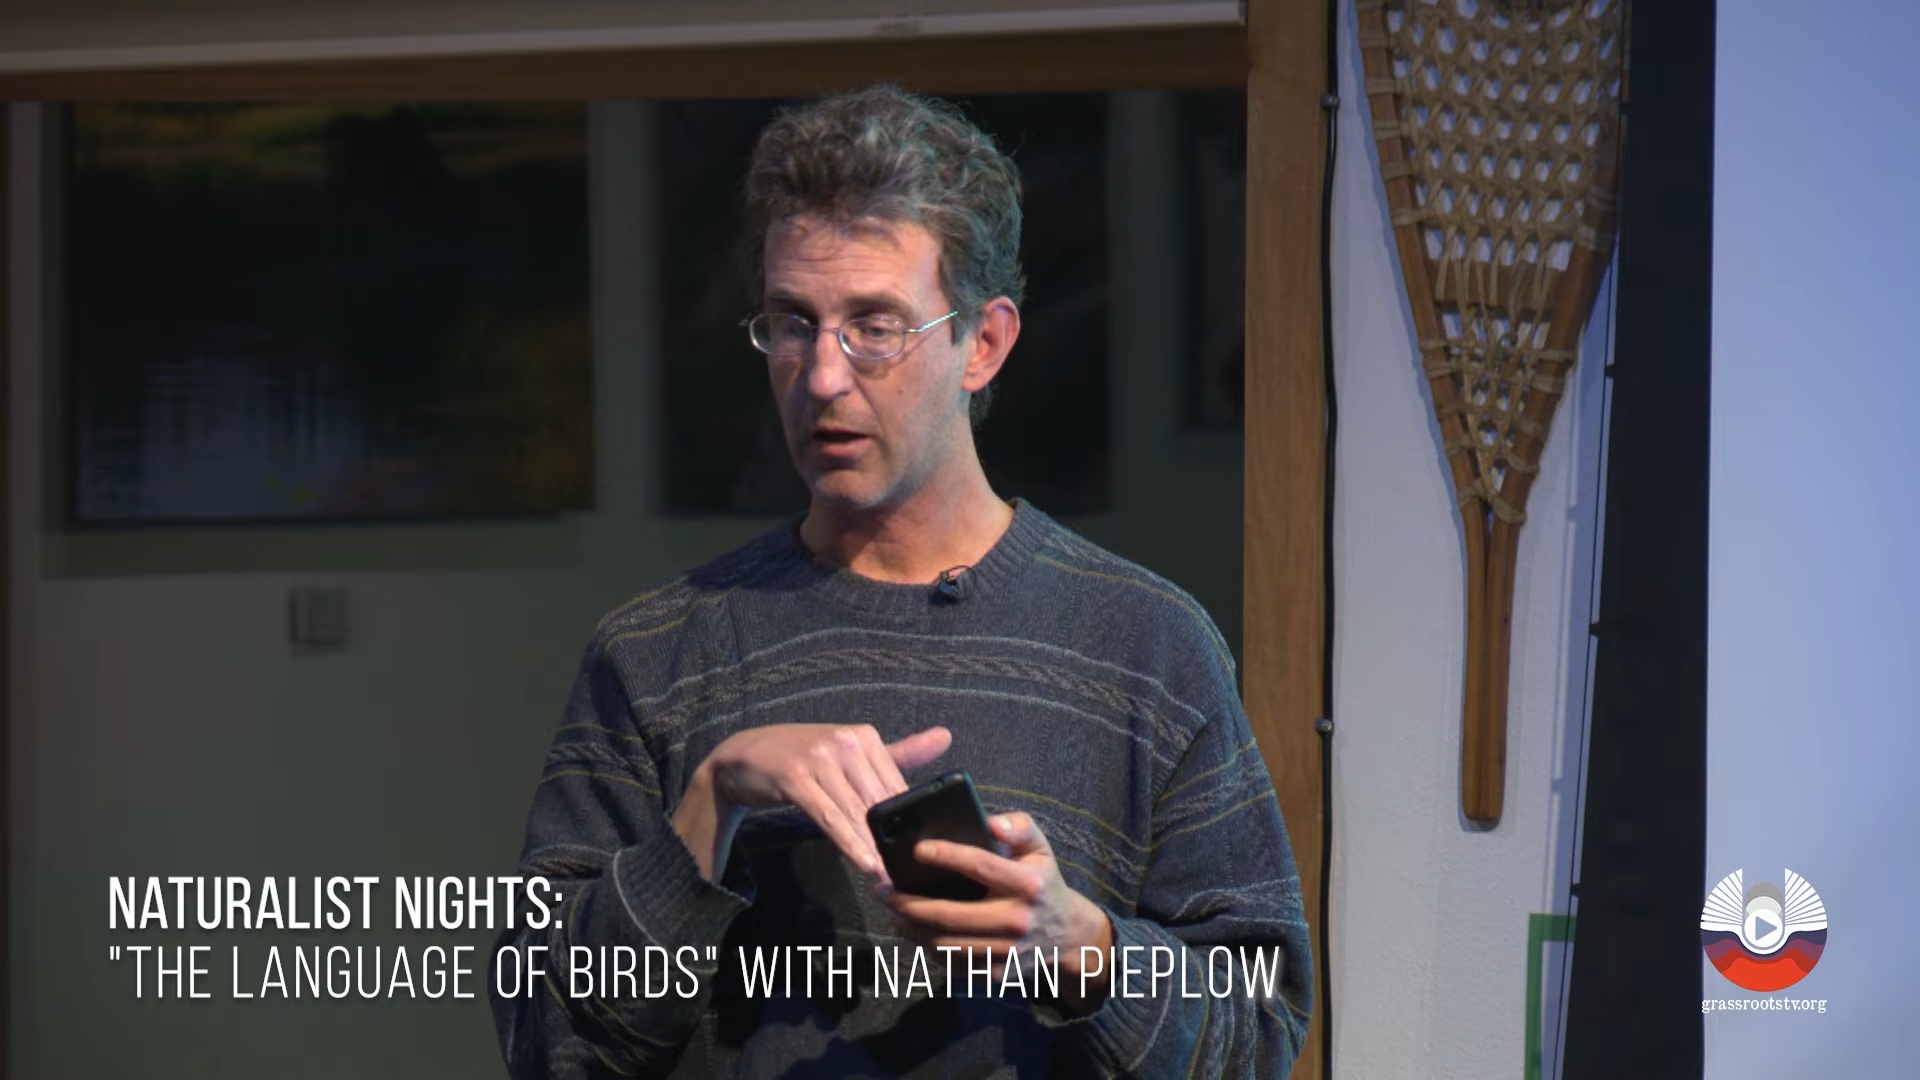 NATURALIST NIGHTS:
"THE LANGUAGE OF BIRDS" WITH NATHAN PIEPLOW
grassrootstv.org